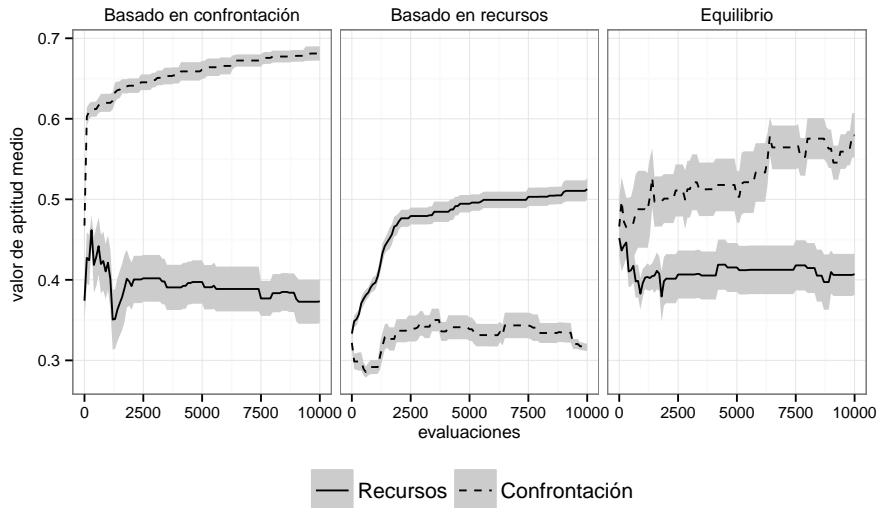 Basado en confrontación Basado en recursos Equilibrio
0.7
0.6
0.5
0.4
0.3
valor de aptitud medio
0 2500 5000 7500 10000 0 2500 5000 7500 10000 0 2500 5000 7500 10000
evaluaciones
Recursos Confrontación